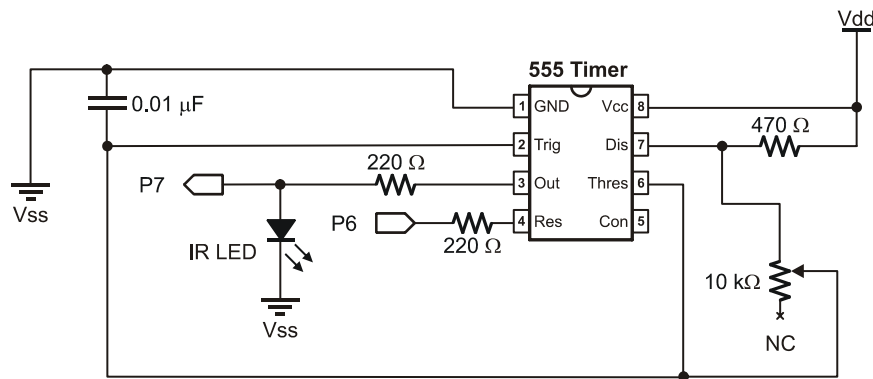 Vdd
555 Timer
0.01 μF
1 GND Vcc 8
470 Ω
2 Trig Dis 7
220 Ω
P7
3 Out Thres 6
Vss
P6
4 Res Con 5
IR LED
220 Ω
10 kΩ
Vss
NC